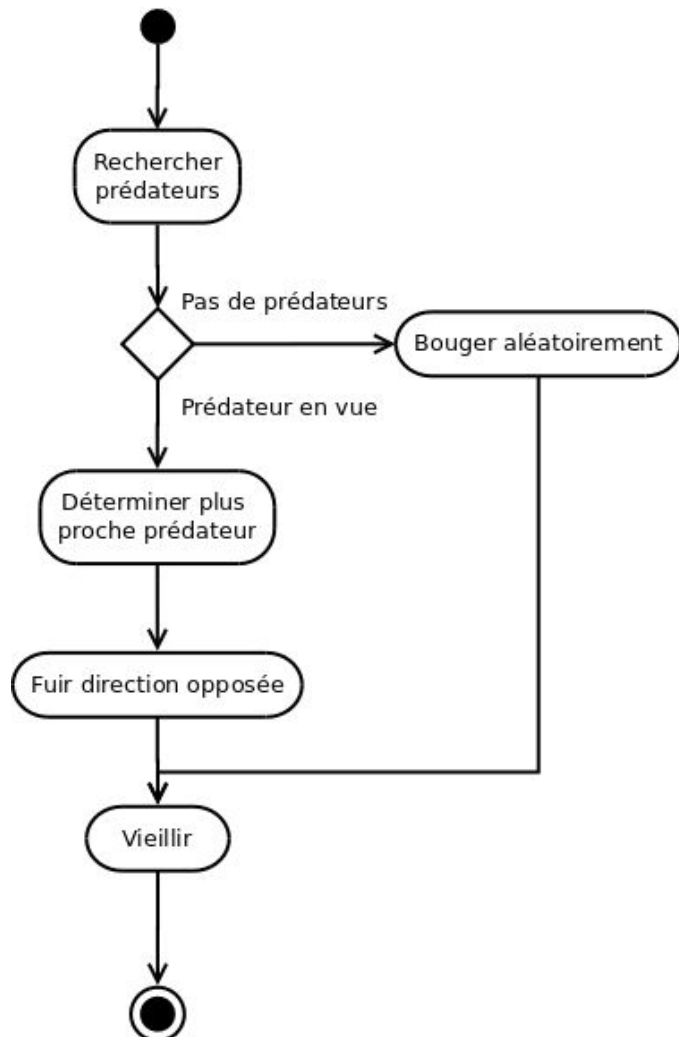 Rechercher
prédateurs
Pas de prédateurs
Bouger aléatoirement
Prédateur en vue
Déterminer plus
proche prédateur
Fuir direction opposée
Vieillir